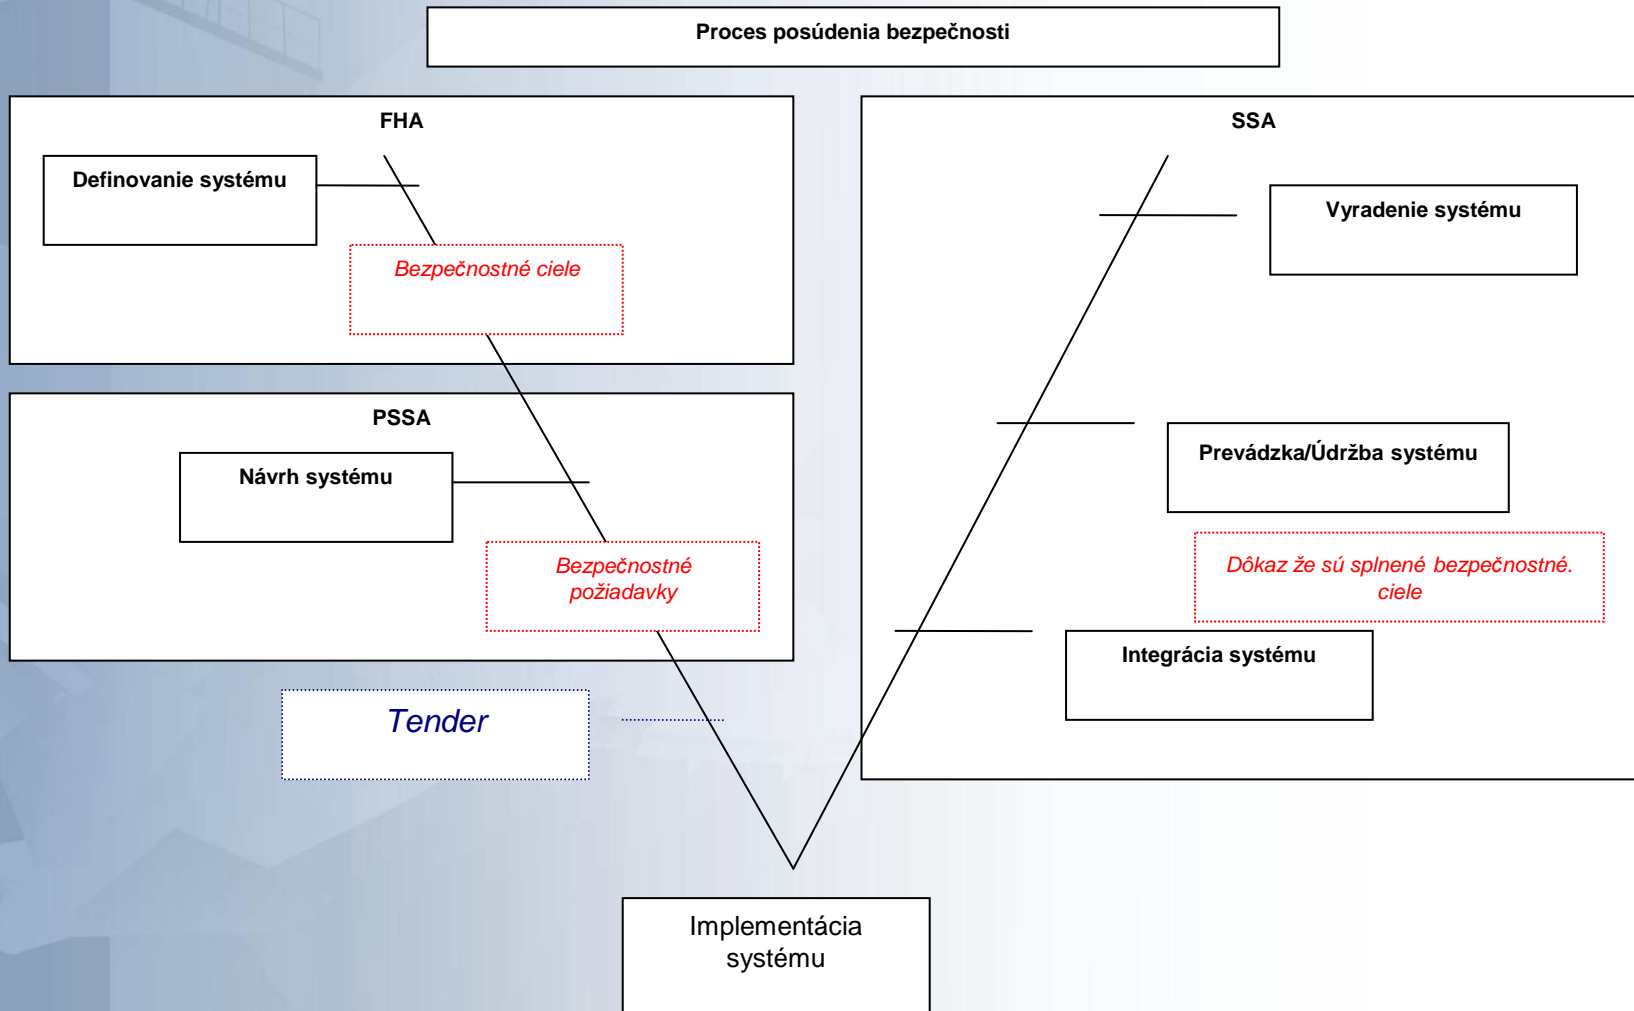 Proces posúdenia bezpečnosti
FHA
Definovanie systému
Bezpečnostné ciele
PSSA
Návrh systému
Bezpečnostné
požiadavky
Tender
SSA
Vyradenie systému
Prevádzka/Údržba systému
Dôkaz že sú splnené bezpečnostné.
ciele
Integrácia systému
Implementácia
systému